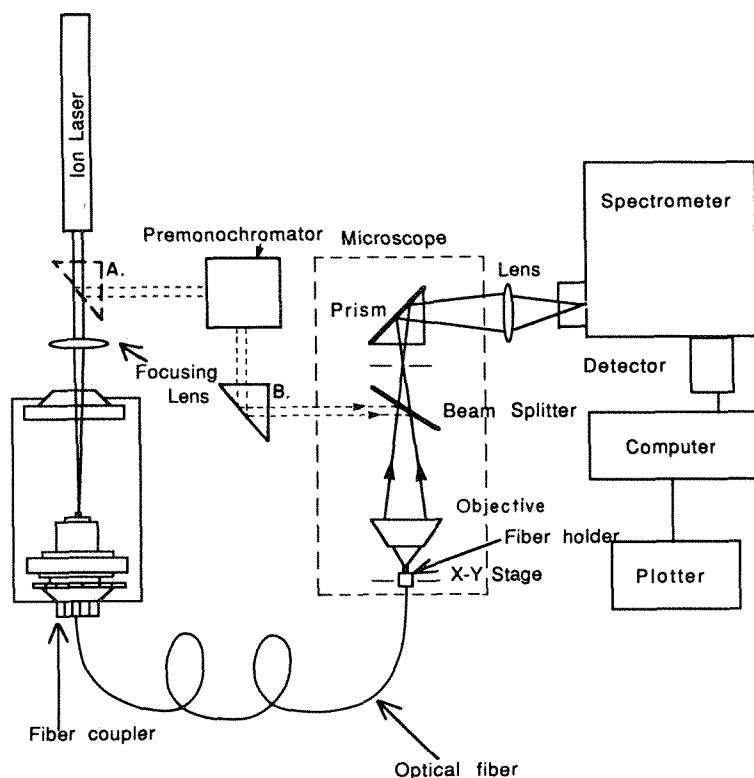 Ion Laser
Premonochromator
Microscope
A.
Lens
Spectrometer
Prism
Detector
Focusing
Lens
B.
Beam Splitter
Computer
Objective
Fiber holder
X-Y Stage
Plotter
Fiber coupler
Optical fiber